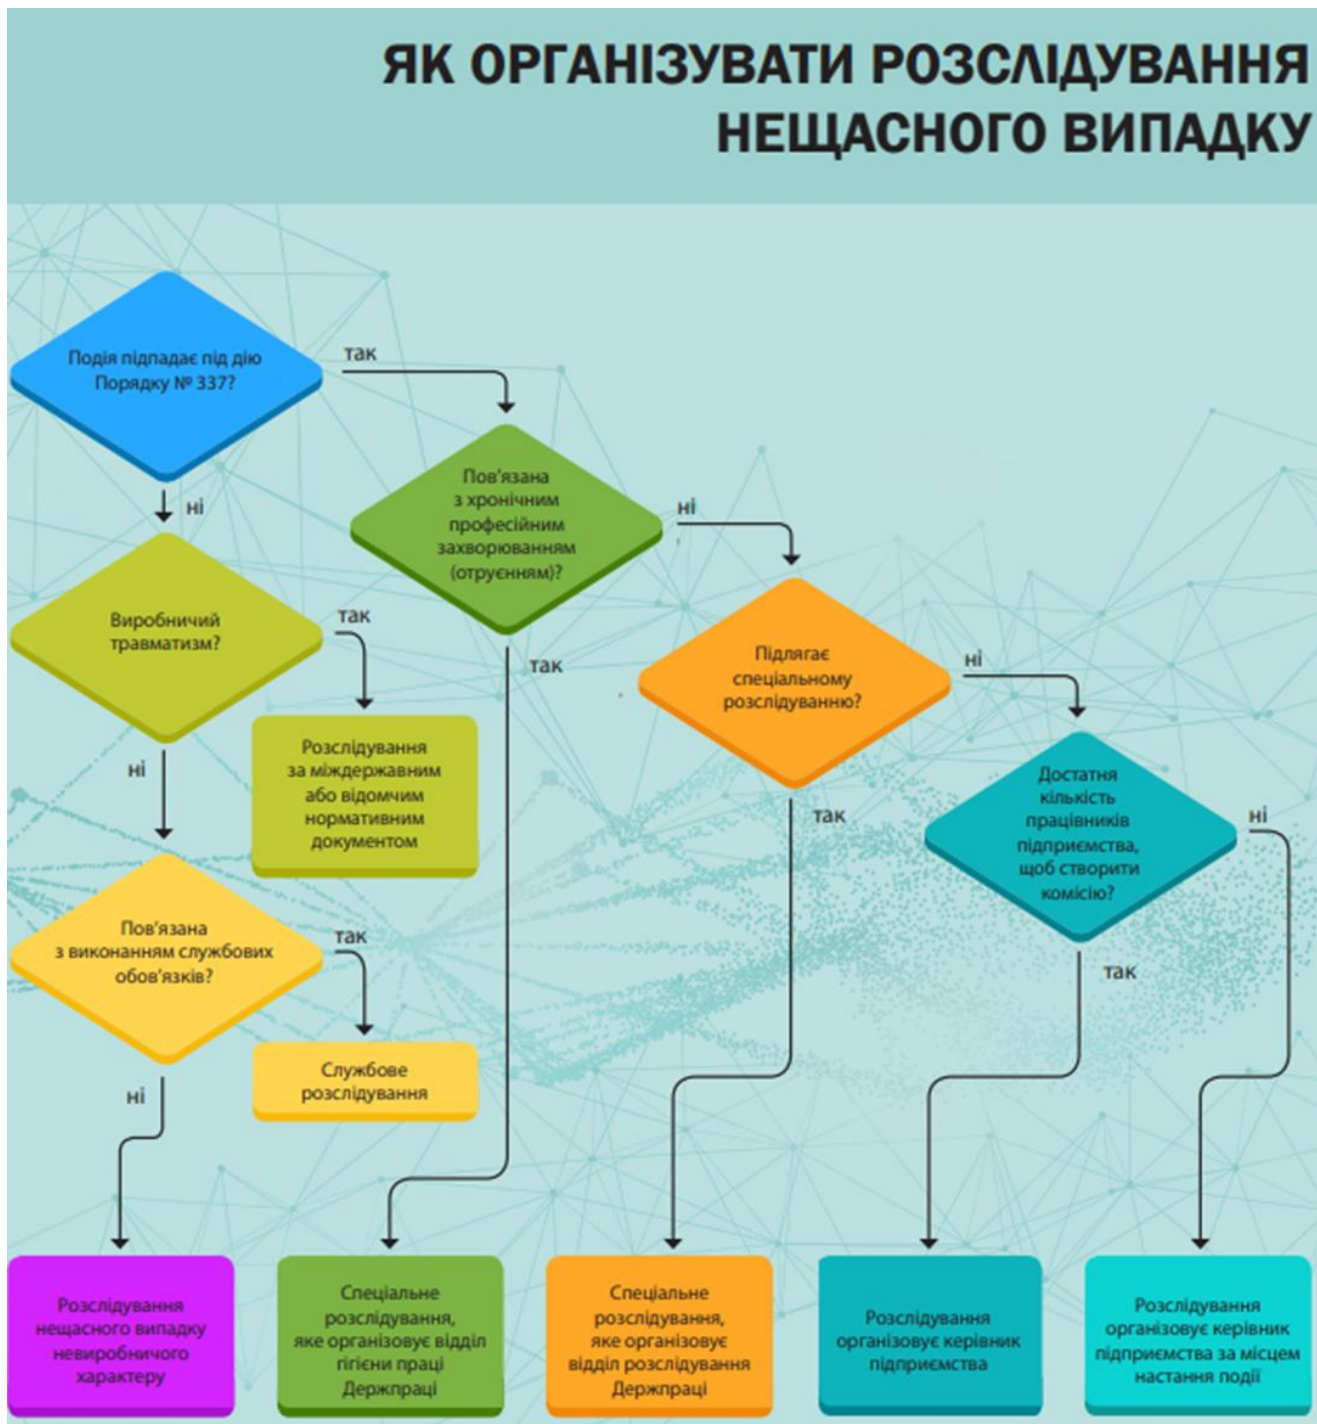 ЯК ОРГАНІЗУВАТИ РОЗСЛІДУВАННЯ
НЕЩАСНОГО ВИПАДКУ
Подія підпадає під дію
Порядку № 337?
так
ні
Пов'язана
з хронічним
професійним
захворюванням
(отруєнням)?
ні
так
Виробничий
травматизм?
так
ні
Розслідування
за міждержавним
або відомчим
нормативним
документом
Підлягає
спеціальному
розслідуванню?
ні
так
Достатня
кількість
працівників
підприємства,
щоб створити
комісію?
ні
так
Пов'язана
з виконанням службових
обов'язків?
так
ні
Службове
розслідування
Розслідування
нещасного випадку
невиробничого
характеру
Спеціальне
розслідування,
яке організовує відділ
гігієни праці
Держпраці
Спеціальне
розслідування,
яке організовує
відділ розслідування
Держпраці
Розслідування
організовує керівник
підприємства
Розслідування
організовує керівник
підприємства за місцем
настання події